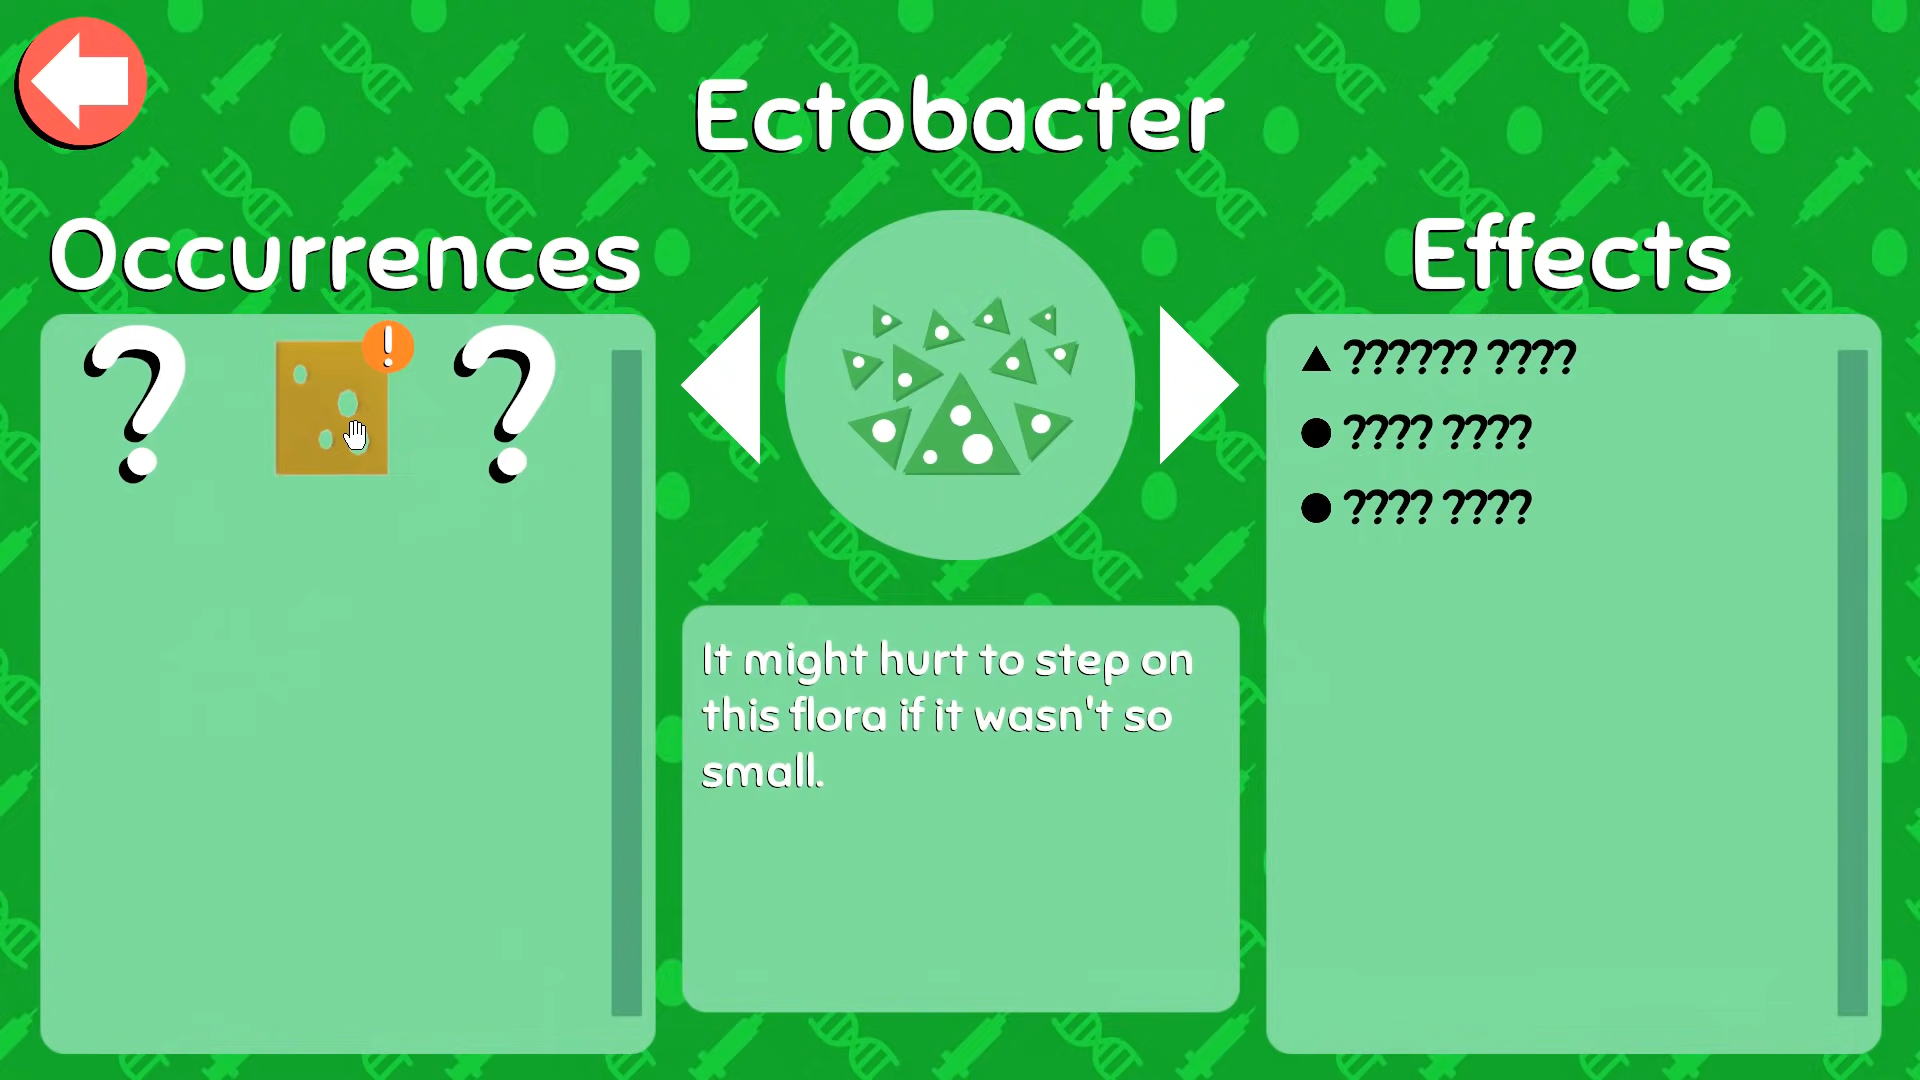 Ectobacter
Occurrences
?
!
?
It might hurt to step on
this flora if it wasn't so
small.
Effects
▲ ?????? ????
● ???? ????
● ???? ????